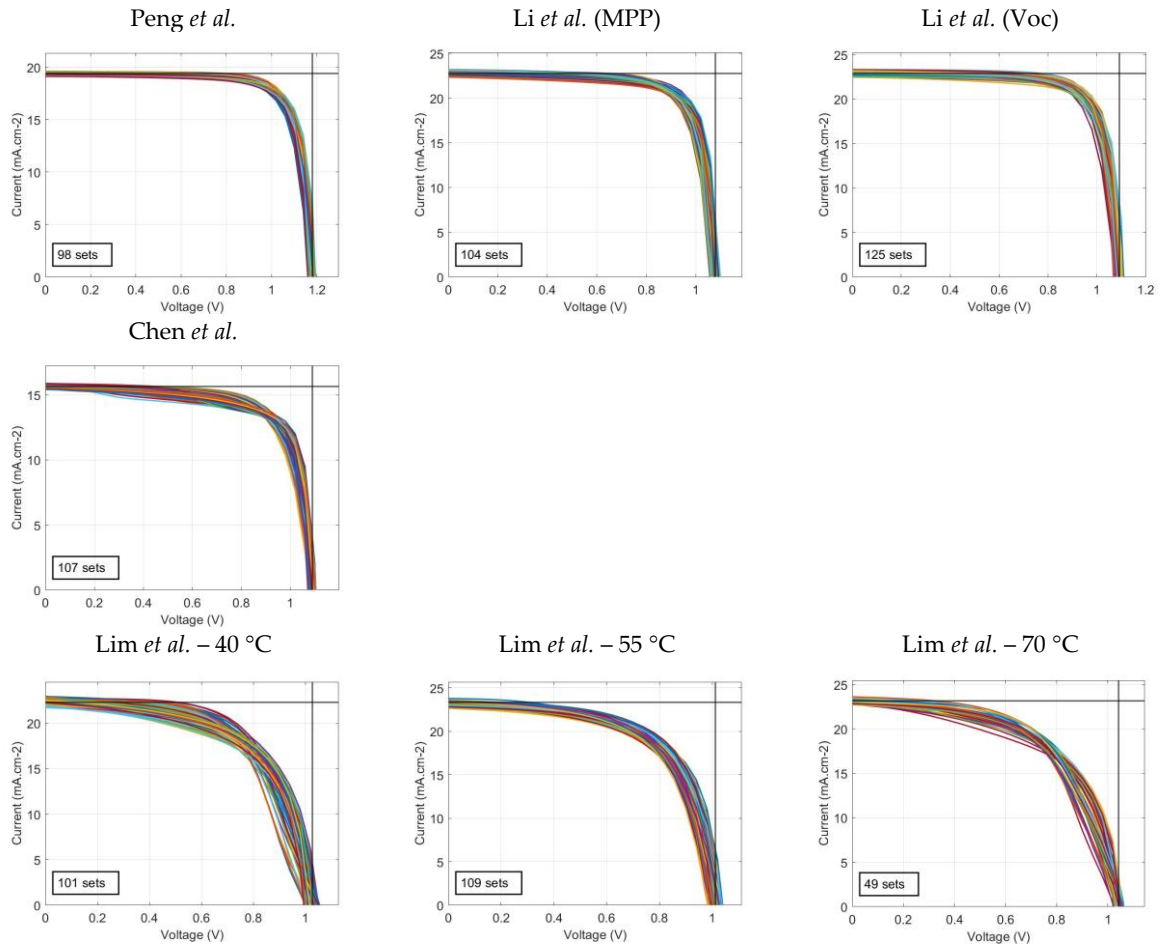 Peng et al.
Li et al. (MPP)
Li et al. (Voc)
20
15
10
5
0
Current (mA.cm-2)
98 sets
0 0.2 0.4 0.6 0.8 1 1.2
Voltage (V)
25
20
15
10
5
0
Current (mA.cm-2)
104 sets
0 0.2 0.4 0.6 0.8 1
Voltage (V)
25
20
15
10
5
0
Current (mA.cm-2)
125 sets
0 0.2 0.4 0.6 0.8 1 1.2
Voltage (V)
Chen et al.
15
10
5
0
Current (mA.cm-2)
107 sets
0 0.2 0.4 0.6 0.8 1
Voltage (V)
Lim et al. – 40 °C
Lim et al. – 55 °C
Lim et al. – 70 °C
20
15
10
5
0
Current (mA.cm-2)
101 sets
0 0.2 0.4 0.6 0.8 1
Voltage (V)
25
20
15
10
5
0
Current (mA.cm-2)
109 sets
0 0.2 0.4 0.6 0.8 1
Voltage (V)
25
20
15
10
5
0
Current (mA.cm-2)
49 sets
0 0.2 0.4 0.6 0.8 1
Voltage (V)